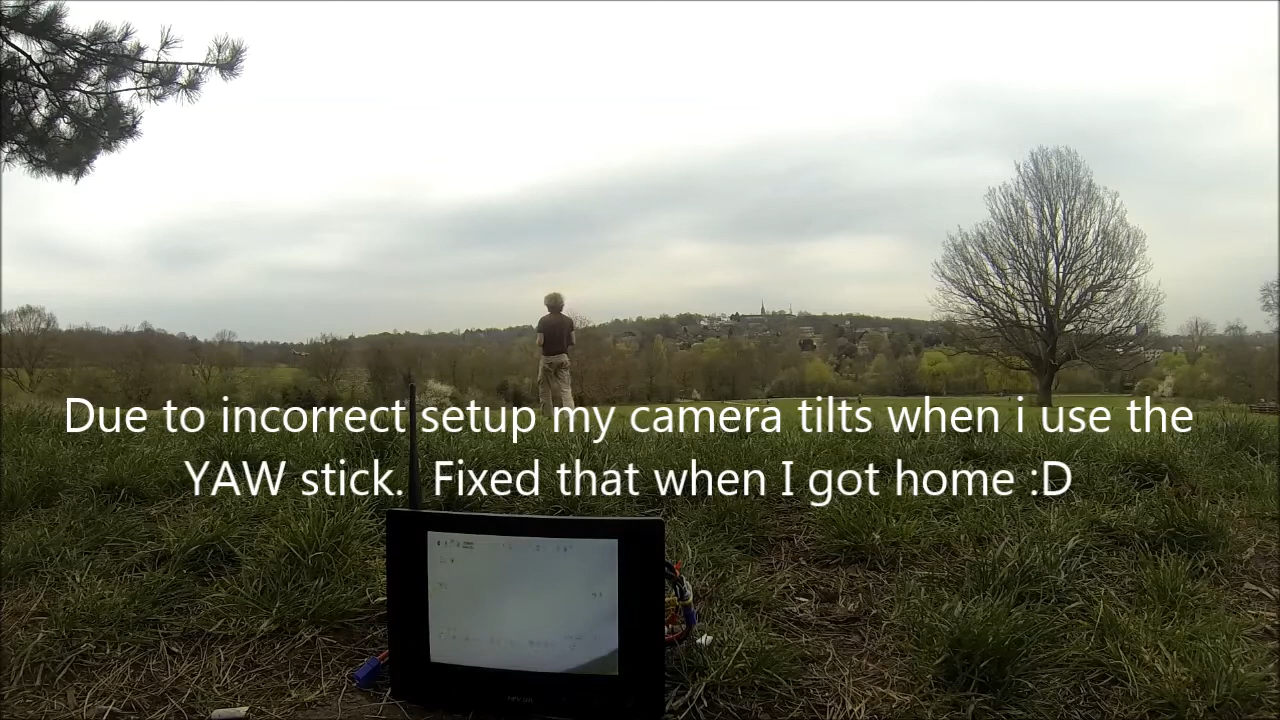 Due to incorrect setup my camera tilts when i use the
YAW stick.  Fixed that when I got home :D